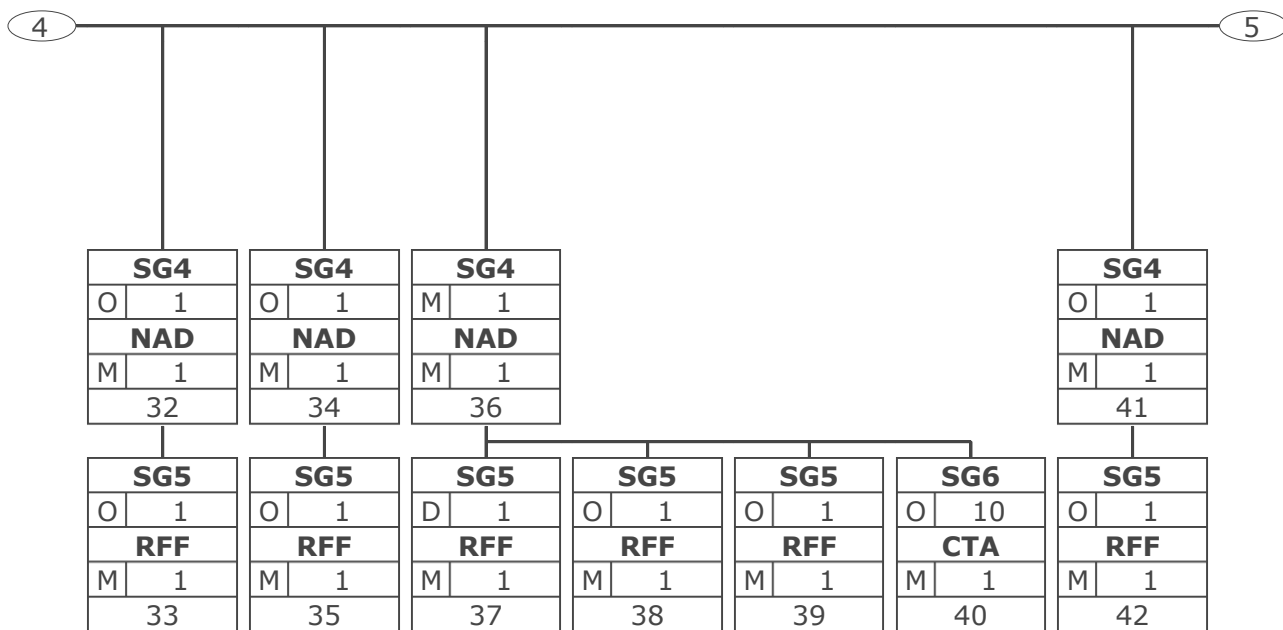 4 5
SG4 SG4 SG4 SG4
O 1 O 1 M 1 O 1
NAD NAD NAD NAD
M 1 M 1 M 1 M 1
32 34 36 41
SG5 SG5 SG5 SG5 SG5 SG6 SG5
O 1 O 1 D 1 O 1 O 1 O 10 O 1
RFF RFF RFF RFF RFF CTA RFF
M 1 M 1 M 1 M 1 M 1 M 1 M 1
33 35 37 38 39 40 42